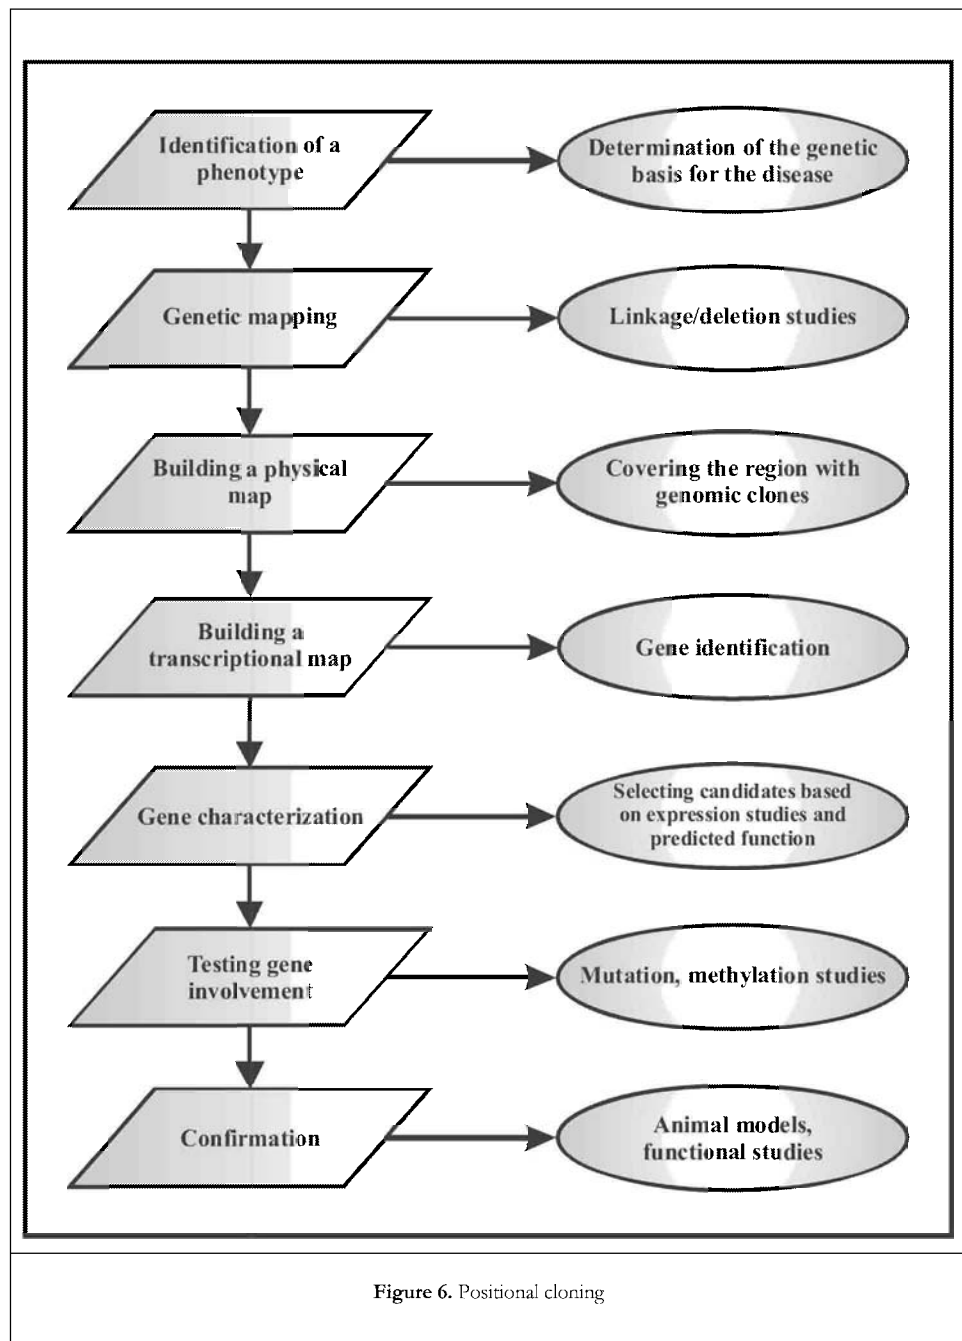 Identification of a
phenotype
Determination of the genetic
basis for the disease
Genetic mapping
Linkage/deletion studies
Building a physical
map
Covering the region with
genomic clones
Building a
transcriptional map
Gene identification
Gene characterization
Selecting candidates based
on expression studies and
predicted function
Testing gene
involvement
Mutation, methylation studies
Confirmation
Animal models,
functional studies
Figure 6. Positional cloning